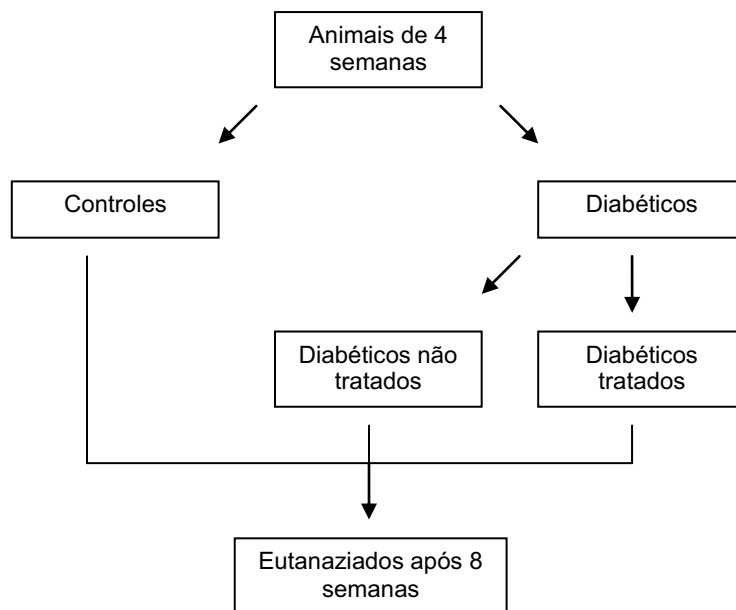 Animais de 4
semanas
Controles
Diabéticos
Diabéticos não
tratados
Diabéticos
tratados
Eutanaziados após 8
semanas